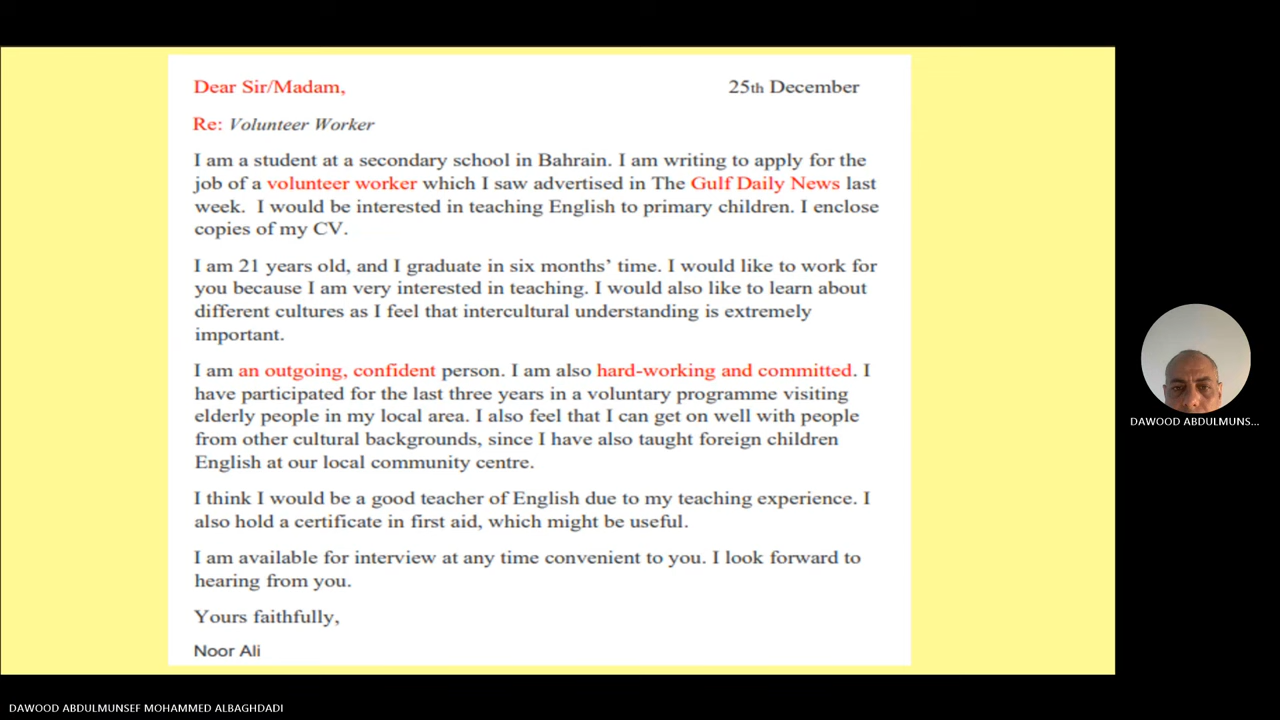 Dear Sir/Madam, 25th December
Re: Volunteer Worker
I am a student at a secondary school in Bahrain. I am writing to apply for the
job of a volunteer worker which I saw advertised in The Gulf Daily News last
week. I would be interested in teaching English to primary children. I enclose
copies of my CV.
I am 21 years old, and I graduate in six months’ time. I would like to work for
you because I am very interested in teaching. I would also like to learn about
different cultures as I feel that intercultural understanding is extremely
important.
I am an outgoing, confident person. I am also hard-working and committed. I
have participated for the last three years in a voluntary programme visiting
elderly people in my local area. I also feel that I can get on well with people
from other cultural backgrounds, since I have also taught foreign children
English at our local community centre.
I think I would be a good teacher of English due to my teaching experience. I
also hold a certificate in first aid, which might be useful.
I am available for interview at any time convenient to you. I look forward to
hearing from you.
Yours faithfully,
Noor Ali
DAWOOD ABDULMUNS...
DAWOOD ABDULMUNSEF MOHAMMED ALBAGHDADI